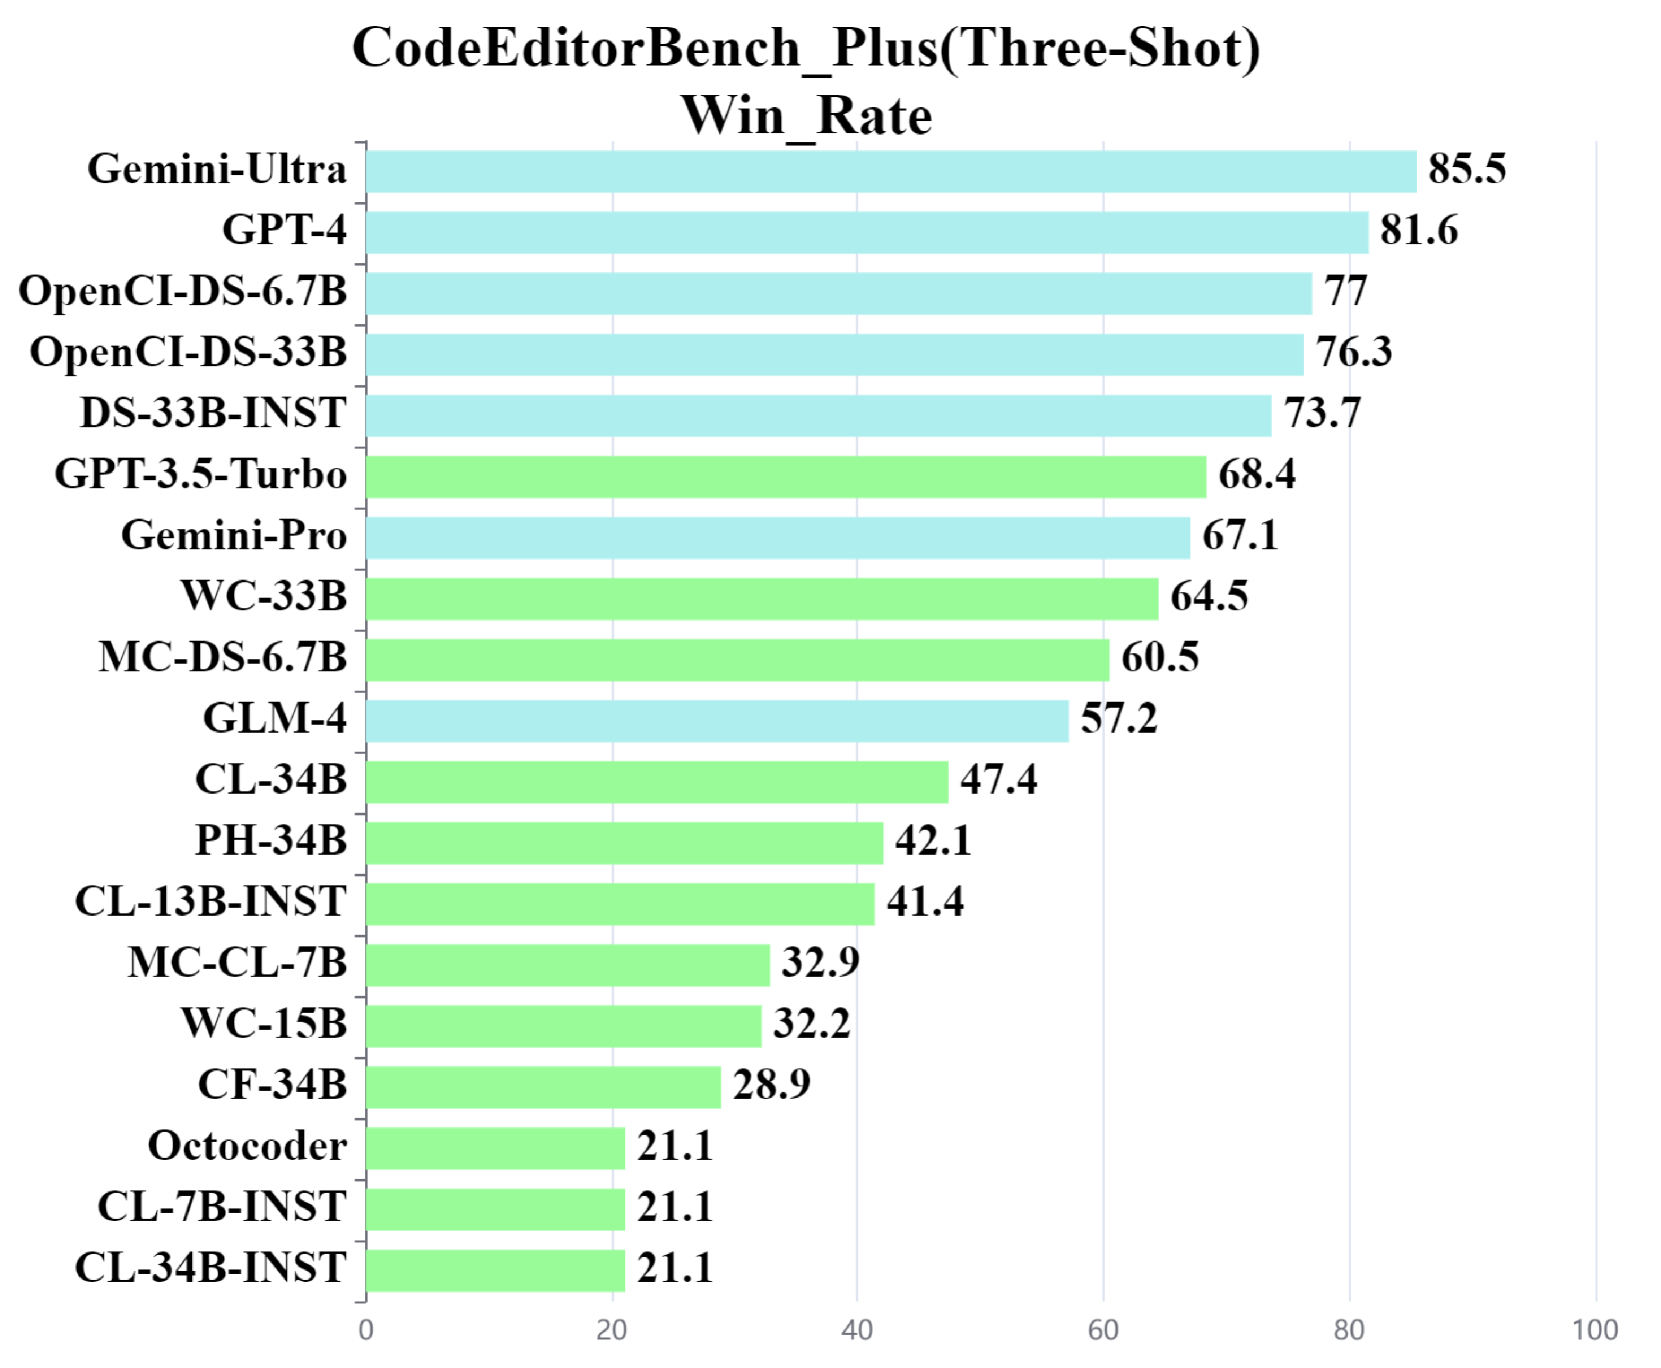 CodeEditorBench_Plus(Three-Shot)
Win_Rate
Gemini-Ultra 85.5
GPT-4 81.6
OpenCI-DS-6.7B 77
OpenCI-DS-33B 76.3
DS-33B-INST 73.7
GPT-3.5-Turbo 68.4
Gemini-Pro 67.1
WC-33B 64.5
MC-DS-6.7B 60.5
GLM-4 57.2
CL-34B 47.4
PH-34B 42.1
CL-13B-INST 41.4
MC-CL-7B 32.9
WC-15B 32.2
CF-34B 28.9
Octocoder 21.1
CL-7B-INST 21.1
CL-34B-INST 21.1
0 20 40 60 80 100